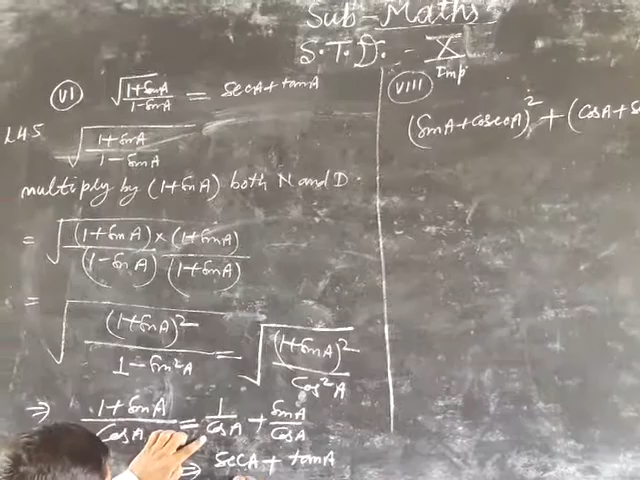 Sub-Maths
S.T.D. - X
(VI) √(1+SinA)/(1-SinA) = SecA+tanA
L.H.S √(1+SinA)/(1-SinA)
multiply by (1+SinA) both N and D.
= √((1+SinA)×(1+SinA))/((1-SinA)(1+SinA))
= √(1+SinA)²/(1-Sin²A) = √(1+SinA)²/(Cos²A)
⇒ (1+SinA)/CosA = 1/CosA + SinA/CosA
⇒ SecA + tanA
(VIII) Imp
(SinA+CosecA)² + (CosA+